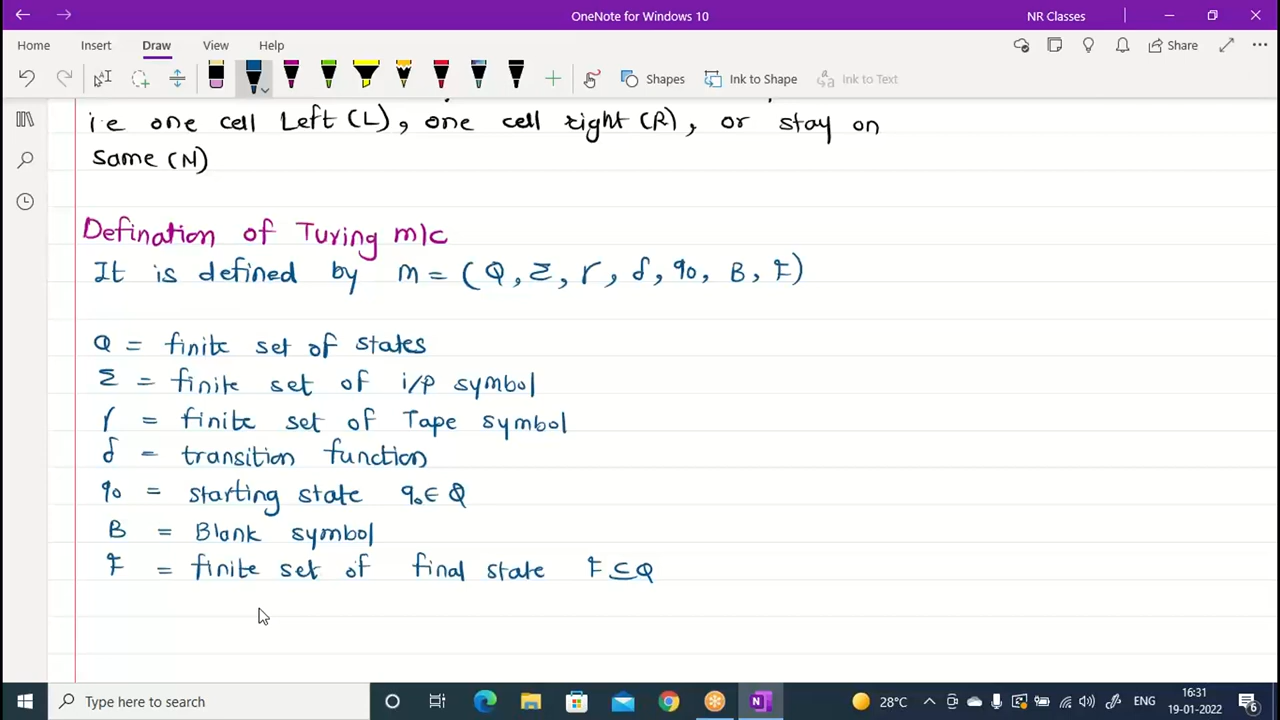 OneNote for Windows 10
NR Classes
Home Insert Draw View Help
Share
Shapes
Ink to Shape
Ink to Text
i.e one cell Left (L), one cell right (R), or stay on
Same (N)
Defination of Turing m/c
It is defined by M = (Q, Σ, Γ, δ, q0, B, F)
Q = finite set of states
Σ = finite set of i/p symbol
Γ = finite set of Tape symbol
δ = transition function
q0 = starting state q0 ∈ Q
B = Blank symbol
F = finite set of final state F ⊆ Q
Type here to search
28°C
ENG
16:31
19-01-2022
6